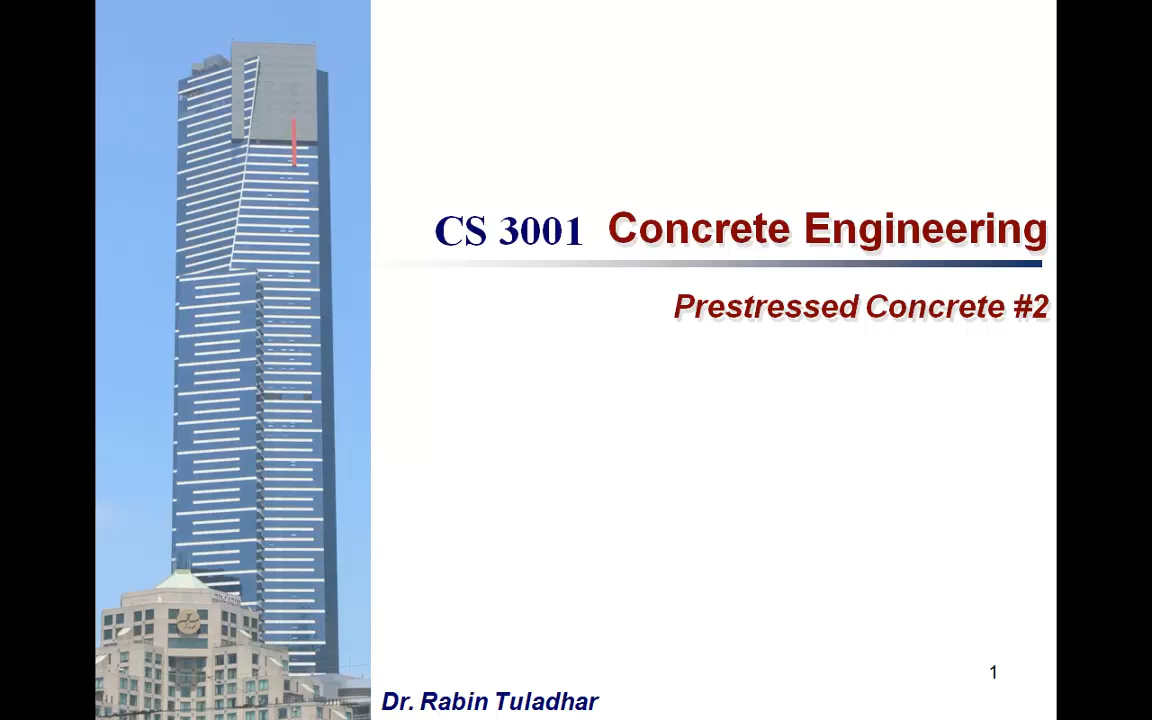 CS 3001 Concrete Engineering
Prestressed Concrete #2
1
Dr. Rabin Tuladhar